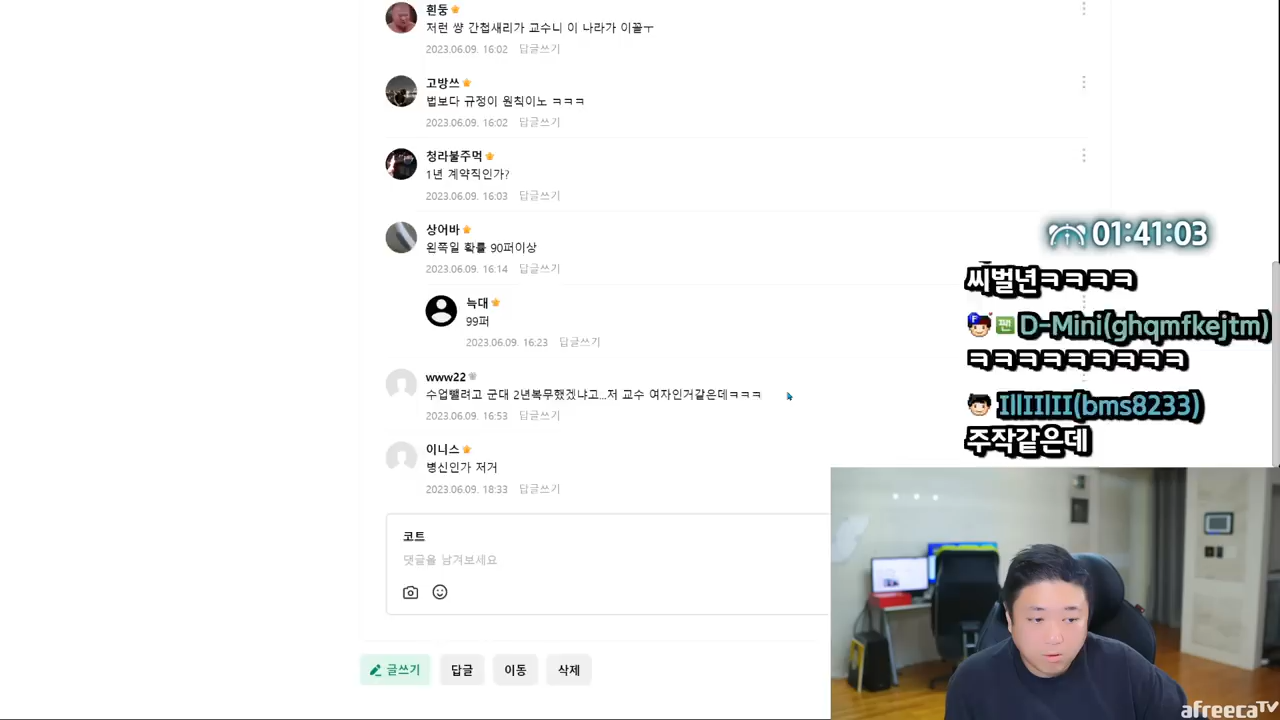 흰둥
저런 썅 간첩새리가 교수니 이 나라가 이꼴ㅜ
2023.06.09. 16:02 답글쓰기
고방쓰
법보다 규정이 원칙이노 ㅋㅋㅋ
2023.06.09. 16:02 답글쓰기
청라불주먹
1년 계약직인가?
2023.06.09. 16:03 답글쓰기
상어바
왼쪽일 확률 90퍼이상
2023.06.09. 16:14 답글쓰기
늑대
99퍼
2023.06.09. 16:23 답글쓰기
www22
수업뺄려고 군대 2년복무했겠냐고...저 교수 여자인거같은데ㅋㅋㅋ
2023.06.09. 16:53 답글쓰기
이니스
병신인가 저거
2023.06.09. 18:33 답글쓰기
코트
댓글을 남겨보세요
글쓰기 답글 이동 삭제
01:41:03
씨벌년ㅋㅋㅋㅋ
F 찐팬 D-Mini(ghqmfkejtm)
ㅋㅋㅋㅋㅋㅋㅋㅋㅋ
IllIIlII(bms8233)
주작같은데
afreecaTV